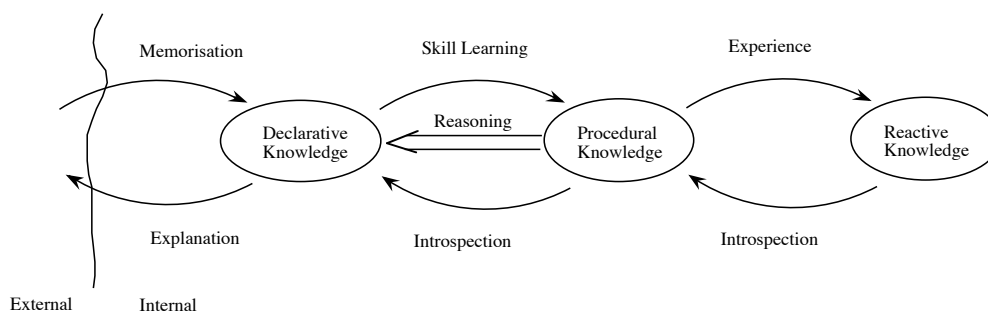 Memorisation
Skill Learning
Experience
Declarative
Knowledge
Reasoning
Procedural
Knowledge
Reactive
Knowledge
Explanation
Introspection
Introspection
External
Internal